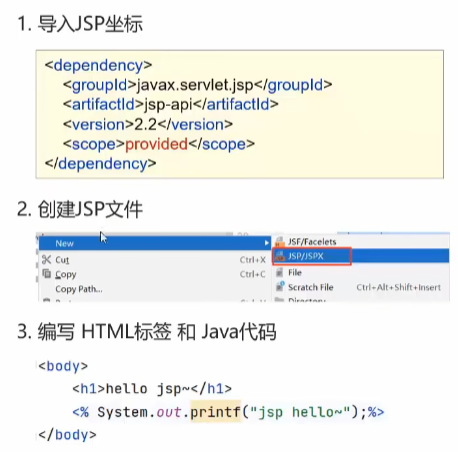 1. 导入JSP坐标
<dependency>
<groupId>javax.servlet.jsp</groupId>
<artifactId>jsp-api</artifactId>
<version>2.2</version>
<scope>provided</scope>
</dependency>
2. 创建JSP文件
New
JSF/Facelets
Cut Ctrl+X
JSP/JSPX
Copy Ctrl+C
File
Copy Path...
Scratch File Ctrl+Alt+Shift+Insert
Directory
3. 编写 HTML标签 和 Java代码
<body>
<h1>hello jsp~</h1>
<% System.out.printf("jsp hello~");%>
</body>